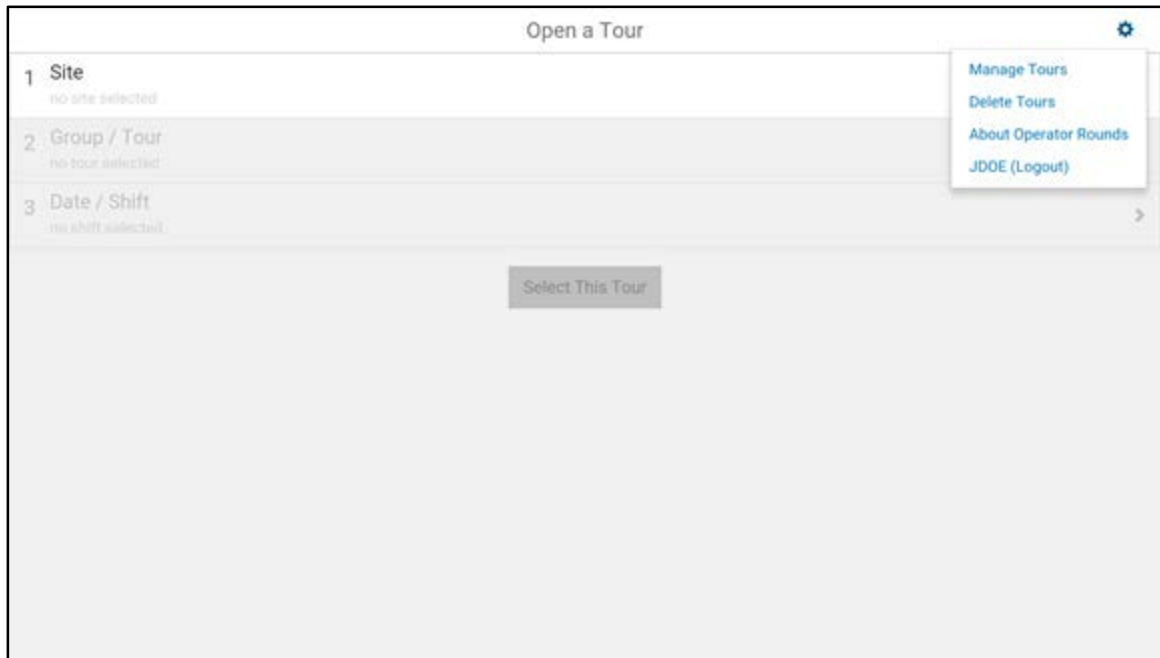 Open a Tour
1 Site
no site selected
2 Group / Tour
no tour selected
3 Date / Shift
no shift selected
Manage Tours
Delete Tours
About Operator Rounds
JDOE (Logout)
Select This Tour